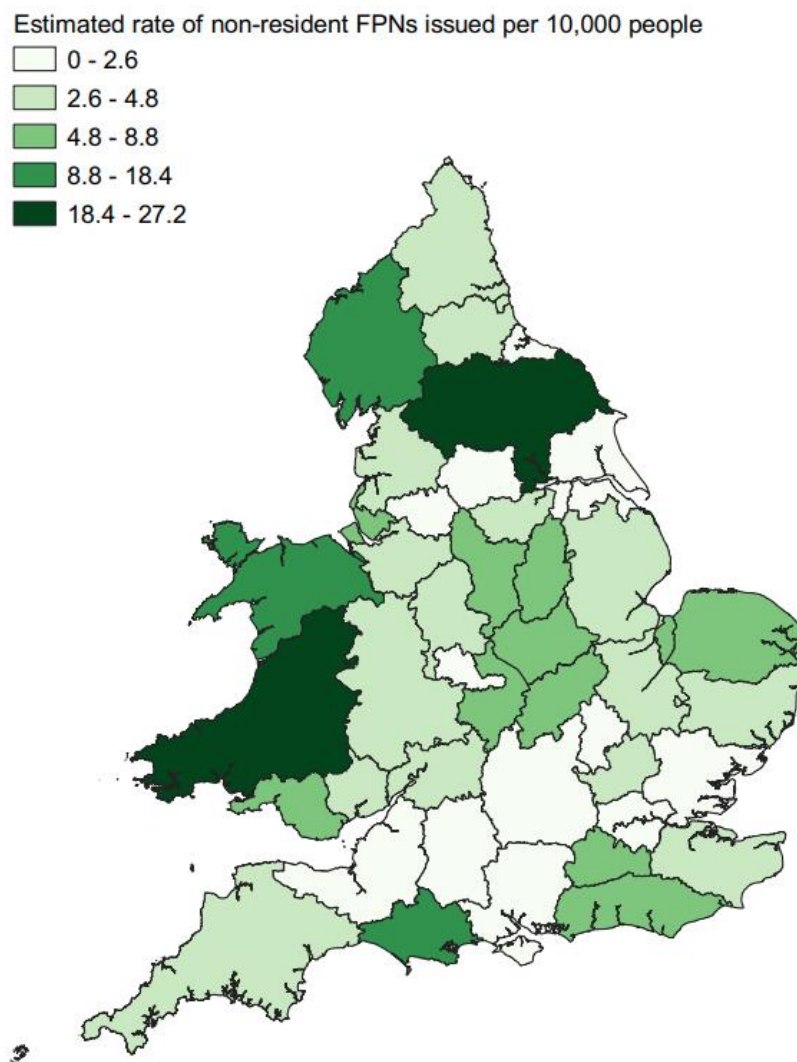 Estimated rate of non-resident FPNs issued per 10,000 people
0 - 2.6
2.6 - 4.8
4.8 - 8.8
8.8 - 18.4
18.4 - 27.2